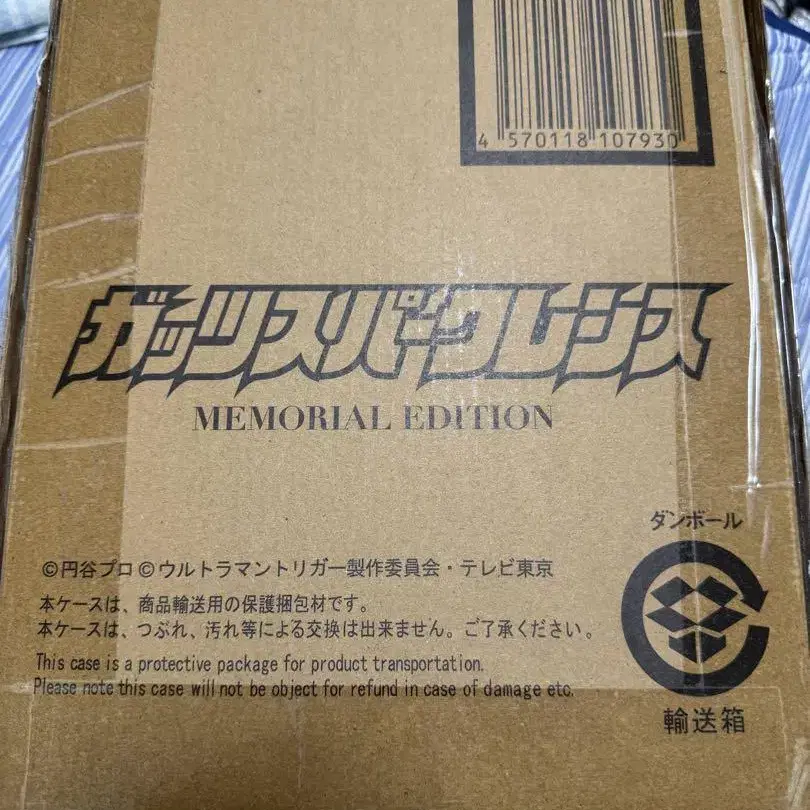 4 570118 107930
ガッツスパークレンス
MEMORIAL EDITION
ダンボール
©円谷プロ ©ウルトラマントリガー製作委員会・テレビ東京
本ケースは、商品輸送用の保護梱包材です。
本ケースは、つぶれ、汚れ等による交換は出来ません。ご了承ください。
This case is a protective package for product transportation.
Please note this case will not be object for refund in case of damage etc.
輸送箱